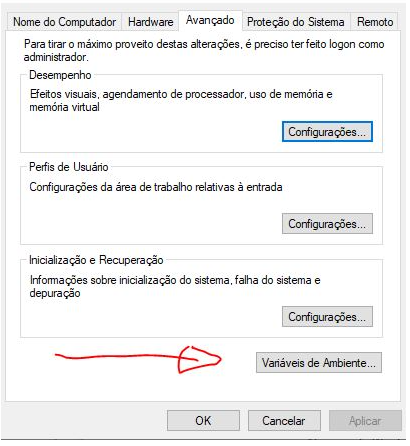 Nome do Computador Hardware Avançado Proteção do Sistema Remoto
Para tirar o máximo proveito destas alterações, é preciso ter feito logon como
administrador.
Desempenho
Efeitos visuais, agendamento de processador, uso de memória e
memória virtual
Configurações...
Perfis de Usuário
Configurações da área de trabalho relativas à entrada
Configurações...
Inicialização e Recuperação
Informações sobre inicialização do sistema, falha do sistema e
depuração
Configurações...
Variáveis de Ambiente...
OK Cancelar Aplicar